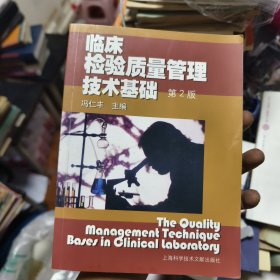 临床
检验质量管理
技术基础 第2版
冯仁丰 主编
The Quality
Management Technique
Bases in Clinical Laboratory
上海科学技术文献出版社